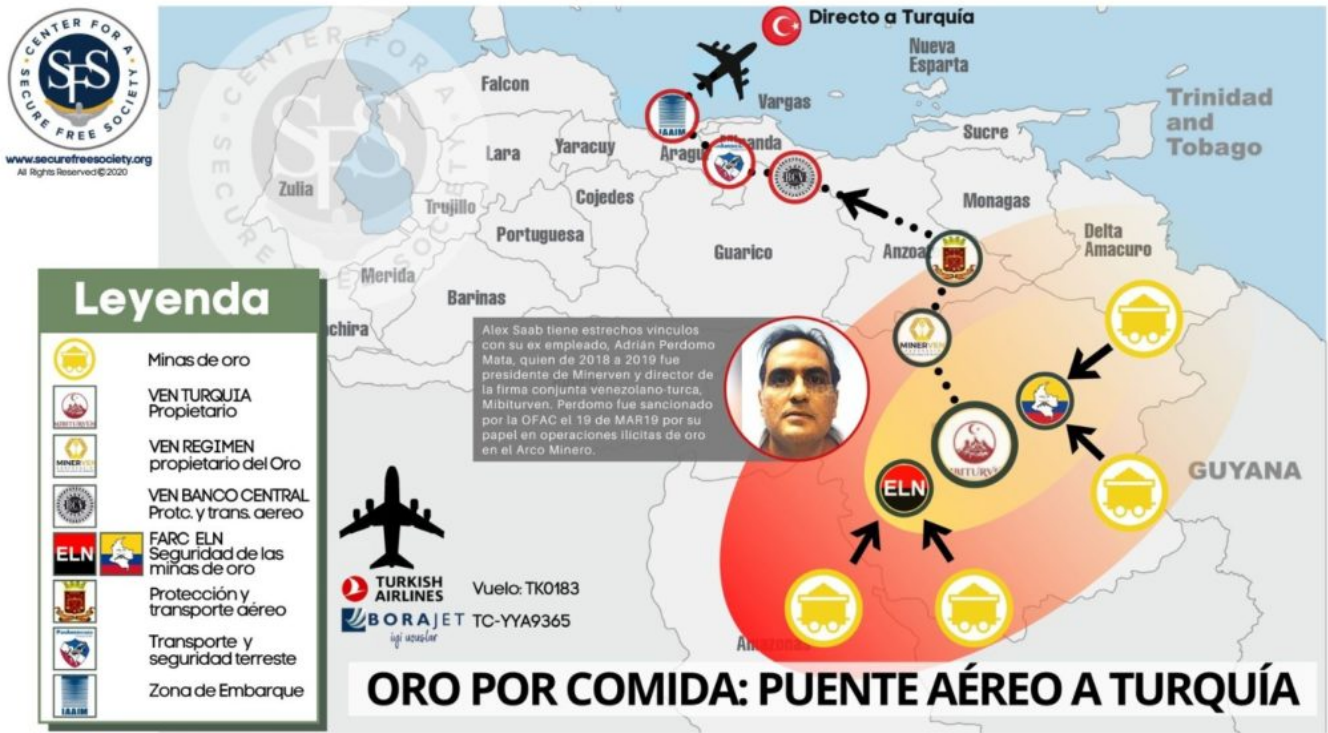 CENTER FOR A SECURE FREE SOCIETY
SFS
www.securefreesociety.org
All Rights Reserved©2020
Directo a Turquía
Nueva
Esparta
Falcon
Vargas
Trinidad
and
Tobago
IAAIM
Sucre
Lara
Yaracuy
Zulia
Trujillo
Cojedes
BCV
Monagas
Portuguesa
Guarico
Delta
Amacuro
Merida
Barinas
Leyenda
Minas de oro
VEN TURQUIA
Propietario
MINERVEN
VEN REGIMEN
propietario del Oro
VEN BANCO CENTRAL
Protc. y trans. aereo
ELN
FARC ELN
Seguridad de las
minas de oro
Protección y
transporte aéreo
Transporte y
seguridad terreste
IAAIM
Zona de Embarque
Alex Saab tiene estrechos vinculos
con su ex empleado, Adrián Perdomo
Mata, quien de 2018 a 2019 fue
presidente de Minerven y director de
la firma conjunta venezolano-turca,
Mibiturven. Perdomo fue sancionado
por la OFAC el 19 de MAR19 por su
papel en operaciones ilícitas de oro
en el Arco Minero.
MINERVEN
ELN
GUYANA
Amazonas
TURKISH
AIRLINES
Vuelo: TK0183
BORAJET
TC-YYA9365
ORO POR COMIDA: PUENTE AÉREO A TURQUÍA